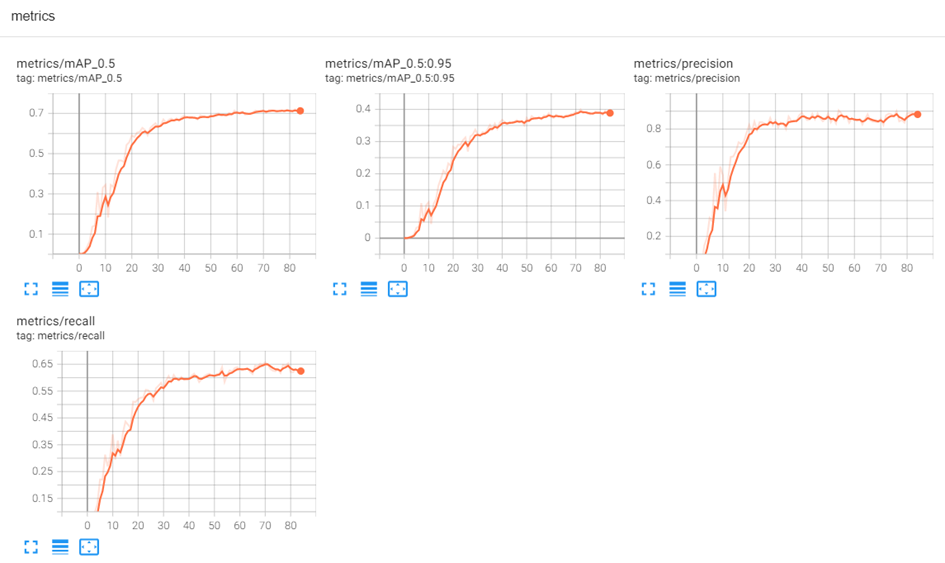 metrics
metrics/mAP_0.5
tag: metrics/mAP_0.5
0.7
0.5
0.3
0.1
0 10 20 30 40 50 60 70 80
metrics/mAP_0.5:0.95
tag: metrics/mAP_0.5:0.95
0.4
0.3
0.2
0.1
0
0 10 20 30 40 50 60 70 80
metrics/precision
tag: metrics/precision
0.8
0.6
0.4
0.2
0 10 20 30 40 50 60 70 80
metrics/recall
tag: metrics/recall
0.65
0.55
0.45
0.35
0.25
0.15
0 10 20 30 40 50 60 70 80